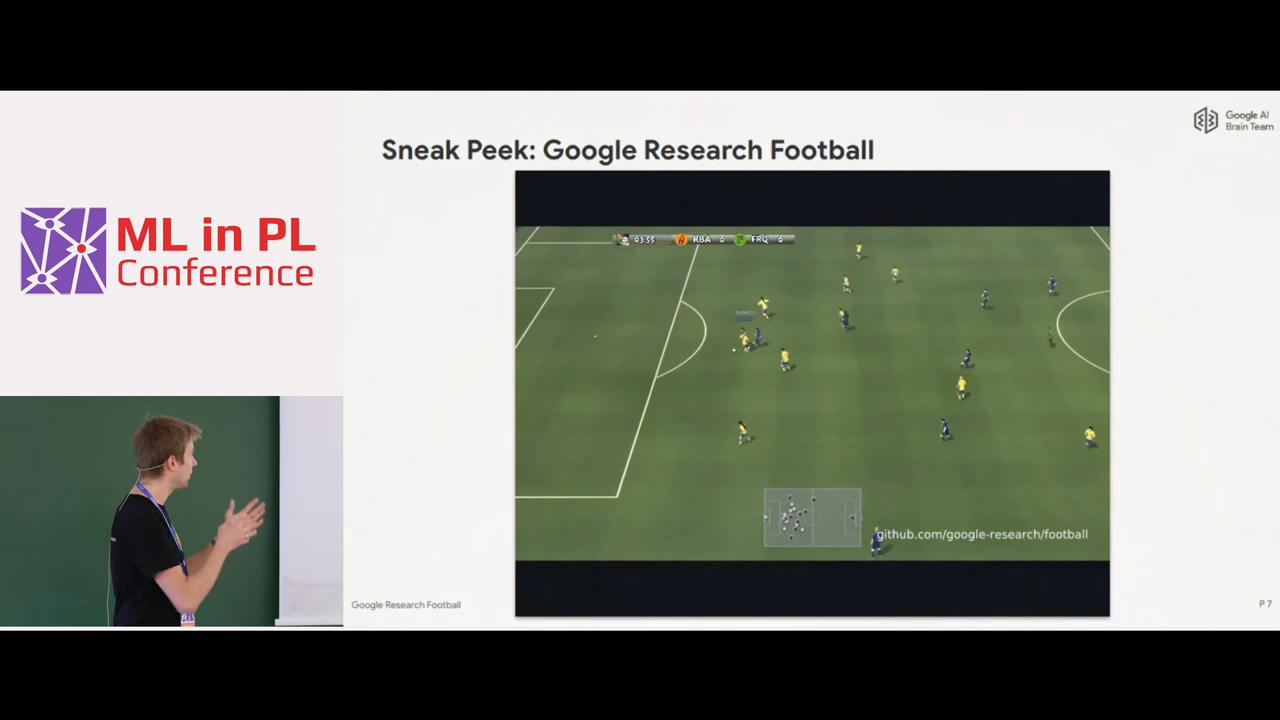 Google AI
Brain Team
Sneak Peek: Google Research Football
ML in PL
Conference
03:55 RBA 0 FRQ 0
github.com/google-research/football
Google Research Football
P 7